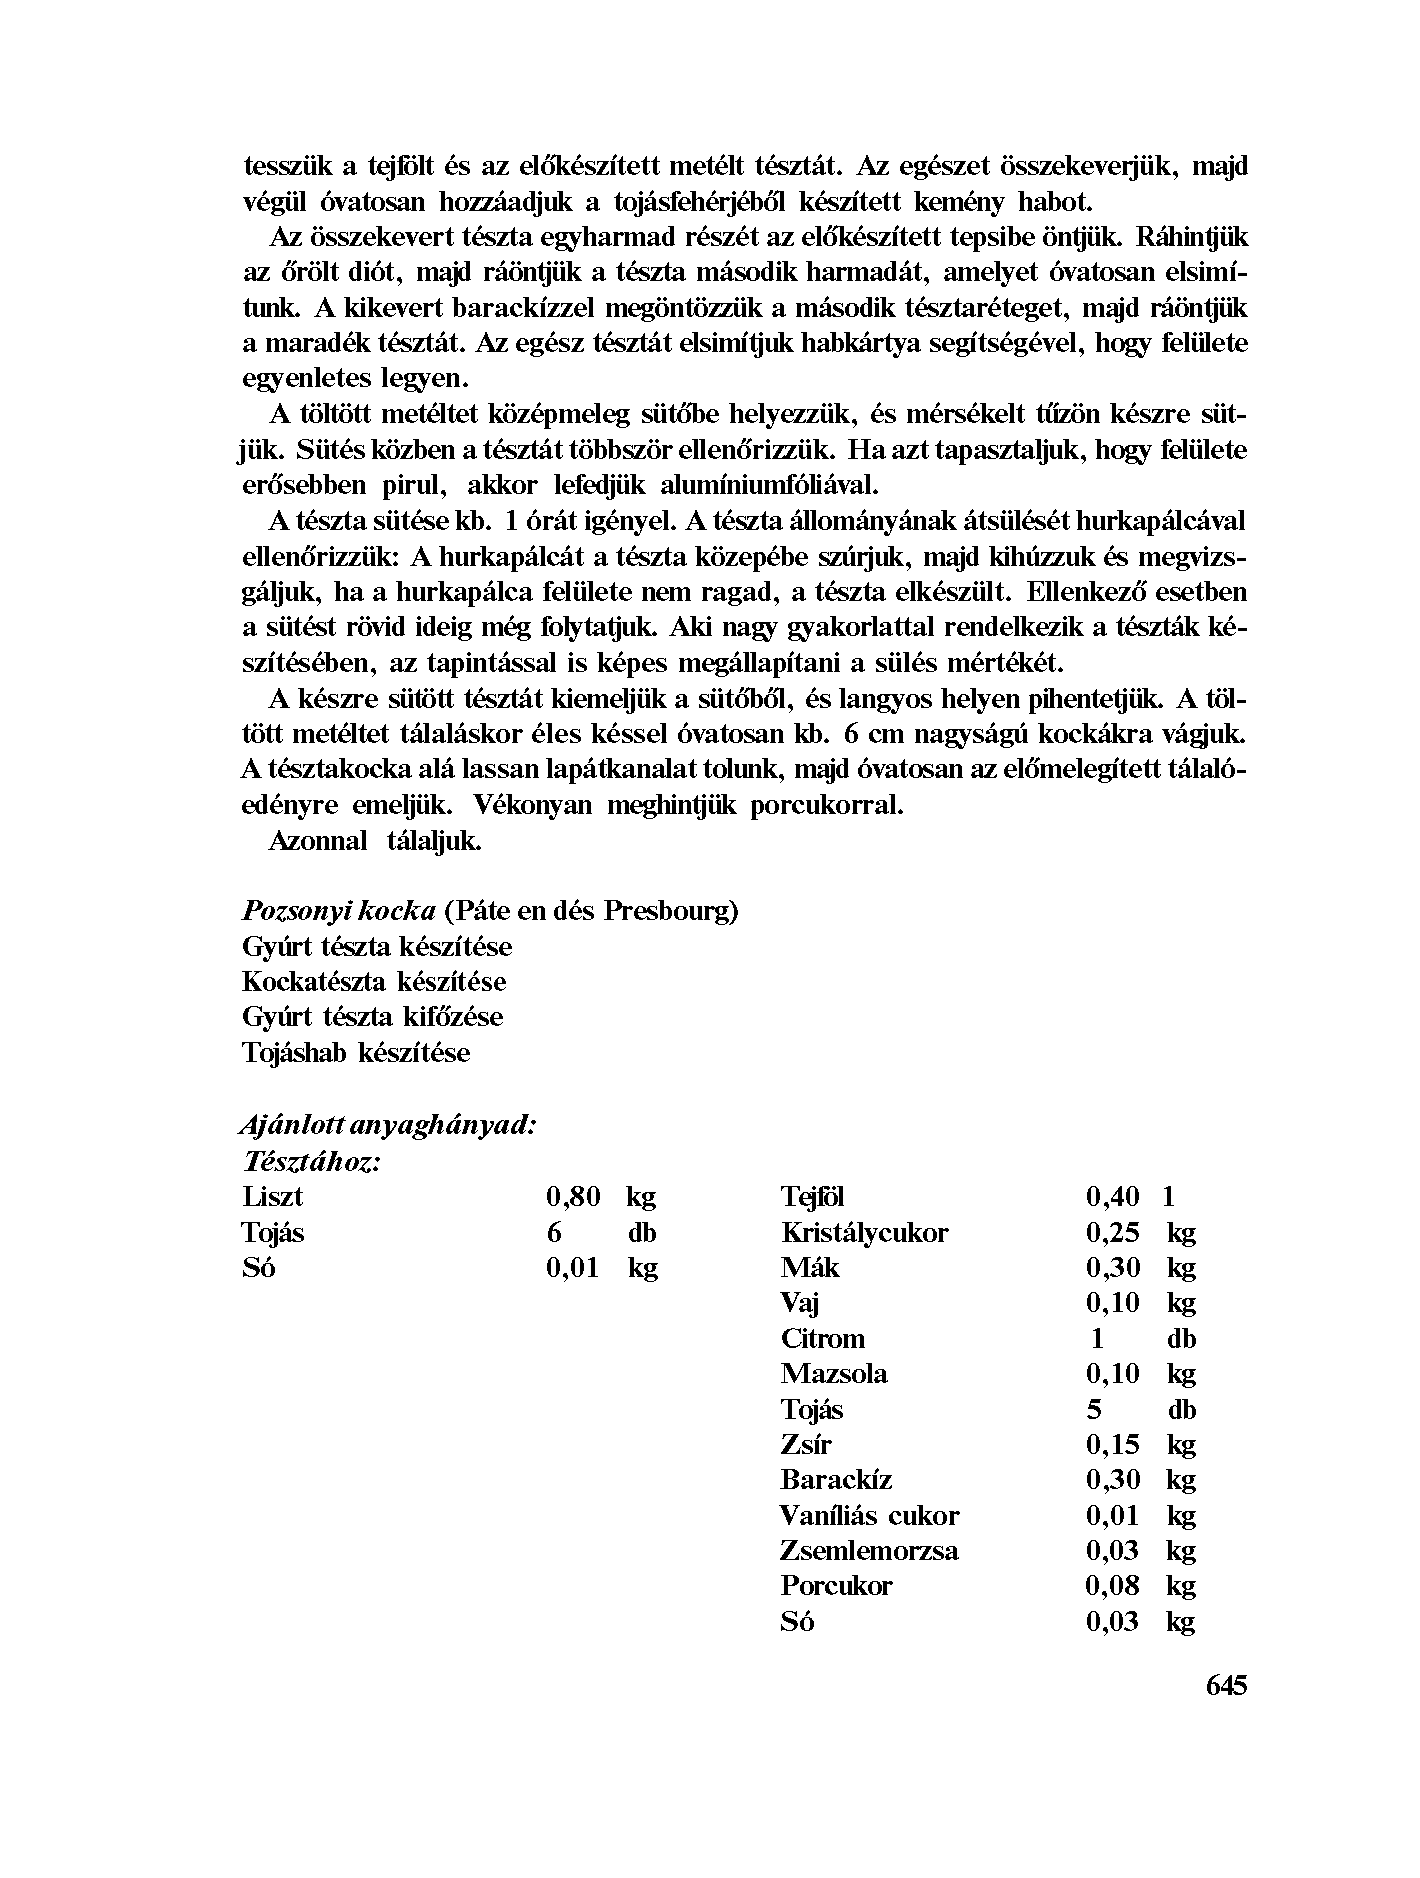 tesszük a tejfölt és az előkészített metélt tésztát. Az egészet összekeverjük, majd
végül óvatosan hozzáadjuk a tojásfehérjéből készített kemény habot.
Az összekevert tészta egyharmad részét az előkészített tepsibe öntjük. Ráhintjük
az őrölt diót, majd ráöntjük a tészta második harmadát, amelyet óvatosan elsimí-
tunk. A kikevert barackízzel megöntözzük a második tésztaréteget, majd ráöntjük
a maradék tésztát. Az egész tésztát elsimítjuk habkártya segítségével, hogy felülete
egyenletes legyen.
A töltött metéltet középmeleg sütőbe helyezzük, és mérsékelt tűzön készre süt-
jük. Sütés közben a tésztát többször ellenőrizzük. Ha azt tapasztaljuk, hogy felülete
erősebben pirul, akkor lefedjük alumíniumfóliával.
A tészta sütése kb. 1 órát igényel. A tészta állományának átsülését hurkapálcával
ellenőrizzük: A hurkapálcát a tészta közepébe szúrjuk, majd kihúzzuk és megvizs-
gáljuk, ha a hurkapálca felülete nem ragad, a tészta elkészült. Ellenkező esetben
a sütést rövid ideig még folytatjuk. Aki nagy gyakorlattal rendelkezik a tészták ké-
szítésében, az tapintással is képes megállapítani a sülés mértékét.
A készre sütött tésztát kiemeljük a sütőből, és langyos helyen pihentetjük. A töl-
tött metéltet tálaláskor éles késsel óvatosan kb. 6 cm nagyságú kockákra vágjuk.
A tésztakocka alá lassan lapátkanalat tolunk, majd óvatosan az előmelegített tálaló-
edényre emeljük. Vékonyan meghintjük porcukorral.
Azonnal tálaljuk.
Pozsonyi kocka (Páte en dés Presbourg)
Gyúrt tészta készítése
Kockatészta készítése
Gyúrt tészta kifőzése
Tojáshab készítése
Ajánlott anyaghányad:
Tésztához:
Liszt 0,80 kg Tejföl 0,40 1
Tojás 6 db Kristálycukor 0,25 kg
Só 0,01 kg Mák 0,30 kg
Vaj 0,10 kg
Citrom 1 db
Mazsola 0,10 kg
Tojás 5 db
Zsír 0,15 kg
Barackíz 0,30 kg
Vaníliás cukor 0,01 kg
Zsemlemorzsa 0,03 kg
Porcukor 0,08 kg
Só 0,03 kg
645